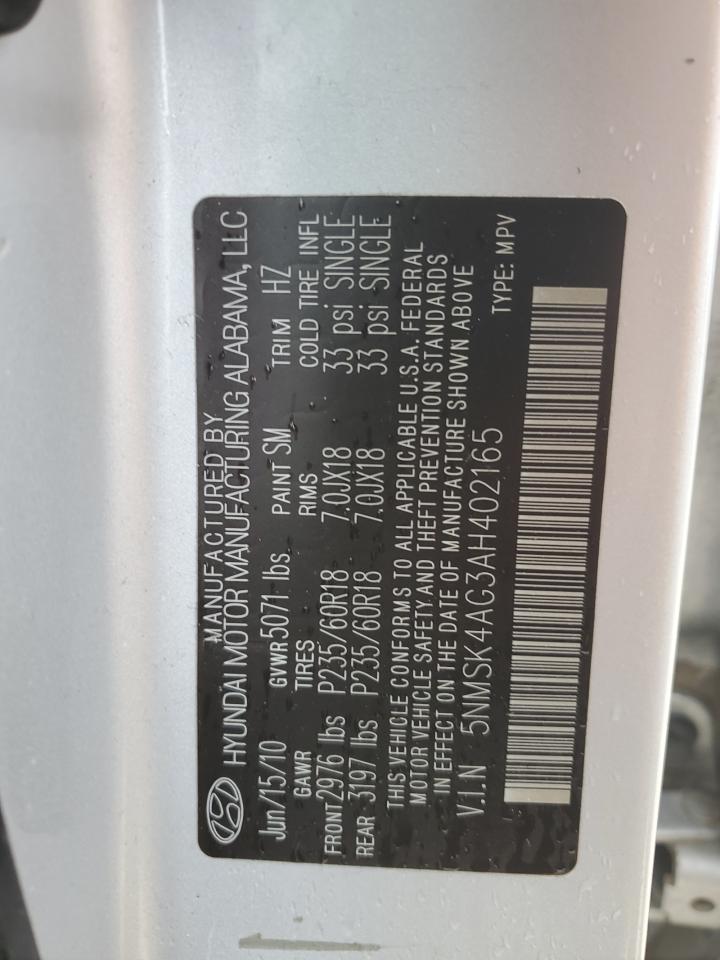 MANUFACTURED BY
HYUNDAI MOTOR MANUFACTURING ALABAMA, LLC
Jun/15/10 GVWR 5071 lbs PAINT SM TRIM HZ
GAWR TIRES RIMS COLD TIRE INFL
FRONT 2976 lbs P235/60R18 7.0JX18 33 psi SINGLE
REAR 3197 lbs P235/60R18 7.0JX18 33 psi SINGLE
THIS VEHICLE CONFORMS TO ALL APPLICABLE U.S.A. FEDERAL
MOTOR VEHICLE SAFETY AND THEFT PREVENTION STANDARDS
IN EFFECT ON THE DATE OF MANUFACTURE SHOWN ABOVE
V.I.N 5NMSK4AG3AH402165
TYPE: MPV